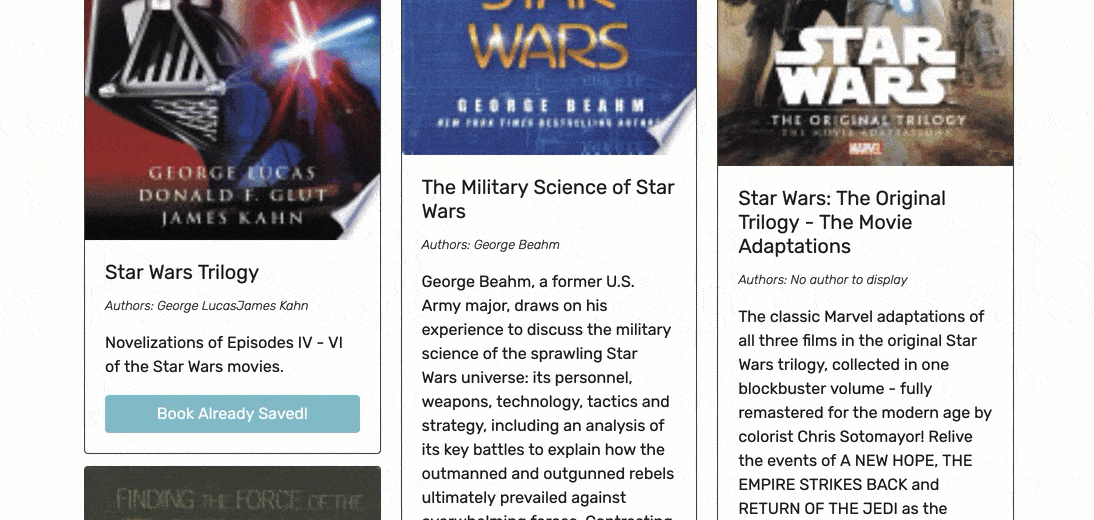 GEORGE LUCAS
DONALD F. GLUT
JAMES KAHN
Star Wars Trilogy
Authors: George LucasJames Kahn
Novelizations of Episodes IV - VI
of the Star Wars movies.
Book Already Saved!
FINDING THE FORCE OF THE
STAR
WARS
GEORGE BEAHM
NEW YORK TIMES BESTSELLING AUTHOR
The Military Science of Star
Wars
Authors: George Beahm
George Beahm, a former U.S.
Army major, draws on his
experience to discuss the military
science of the sprawling Star
Wars universe: its personnel,
weapons, technology, tactics and
strategy, including an analysis of
its key battles to explain how the
outmanned and outgunned rebels
ultimately prevailed against
overwhelming forces. Contrasting
STAR
WARS
THE ORIGINAL TRILOGY
THE MOVIE ADAPTATIONS
MARVEL
Star Wars: The Original
Trilogy - The Movie
Adaptations
Authors: No author to display
The classic Marvel adaptations of
all three films in the original Star
Wars trilogy, collected in one
blockbuster volume - fully
remastered for the modern age by
colorist Chris Sotomayor! Relive
the events of A NEW HOPE, THE
EMPIRE STRIKES BACK and
RETURN OF THE JEDI as the